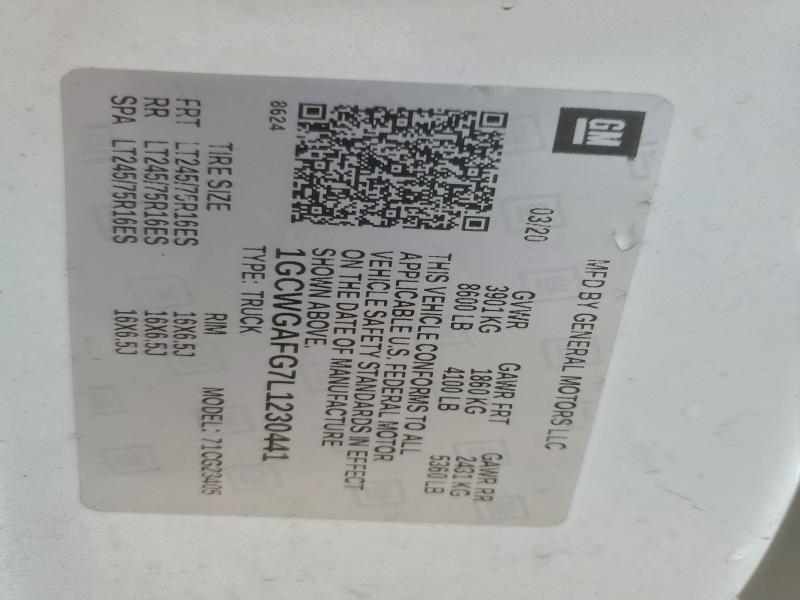 GM
MFD BY GENERAL MOTORS LLC
03/20
GVWR GAWR FRT GAWR RR
3901 KG 1860 KG 2431 KG
8600 LB 4100 LB 5360 LB
THIS VEHICLE CONFORMS TO ALL
APPLICABLE U.S. FEDERAL MOTOR
VEHICLE SAFETY STANDARDS IN EFFECT
ON THE DATE OF MANUFACTURE
SHOWN ABOVE.
1GCWGAFG7L1230441
TYPE: TRUCK
8624
MODEL: 71CG23405
TIRE SIZE RIM
FRT LT245/75R16ES 16X6.5J
RR LT245/75R16ES 16X6.5J
SPA LT245/75R16ES 16X6.5J